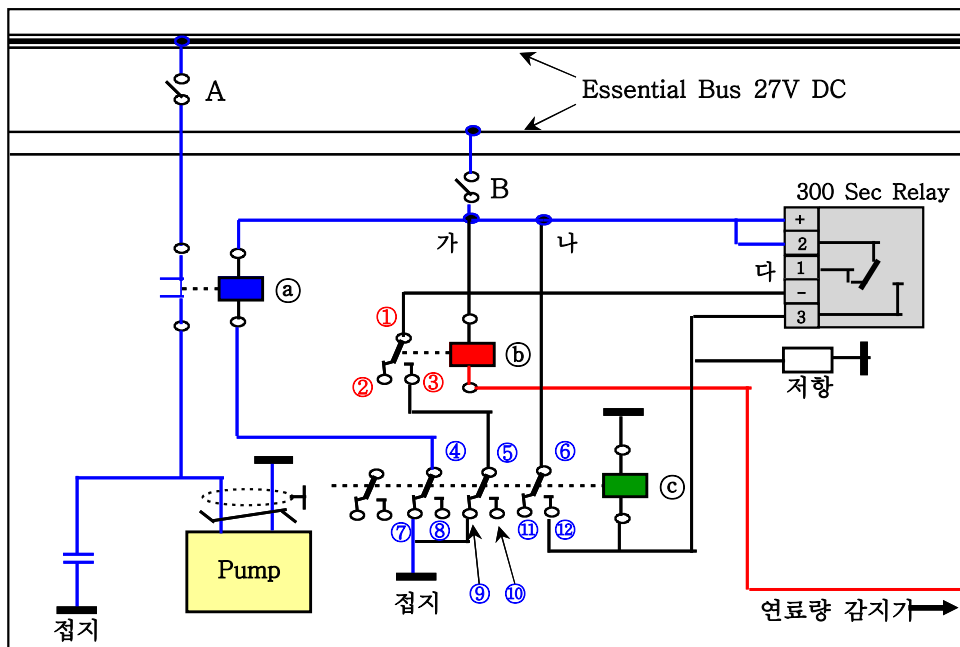 A
Essential Bus 27V DC
B
300 Sec Relay
가
나
+
2
다
1
-
3
ⓐ
①
ⓑ
②
③
저항
④
⑤
⑥
ⓒ
⑦
⑧
⑪
⑫
Pump
⑨
⑩
접지
접지
연료량 감지기